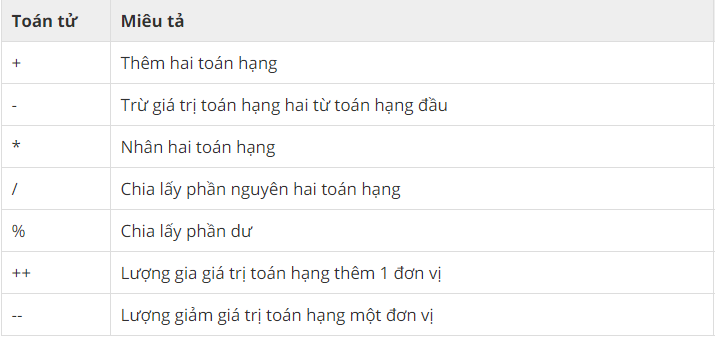 Toán tử Miêu tả
+ Thêm hai toán hạng
- Trừ giá trị toán hạng hai từ toán hạng đầu
* Nhân hai toán hạng
/ Chia lấy phần nguyên hai toán hạng
% Chia lấy phần dư
++ Lượng gia giá trị toán hạng thêm 1 đơn vị
-- Lượng giảm giá trị toán hạng một đơn vị